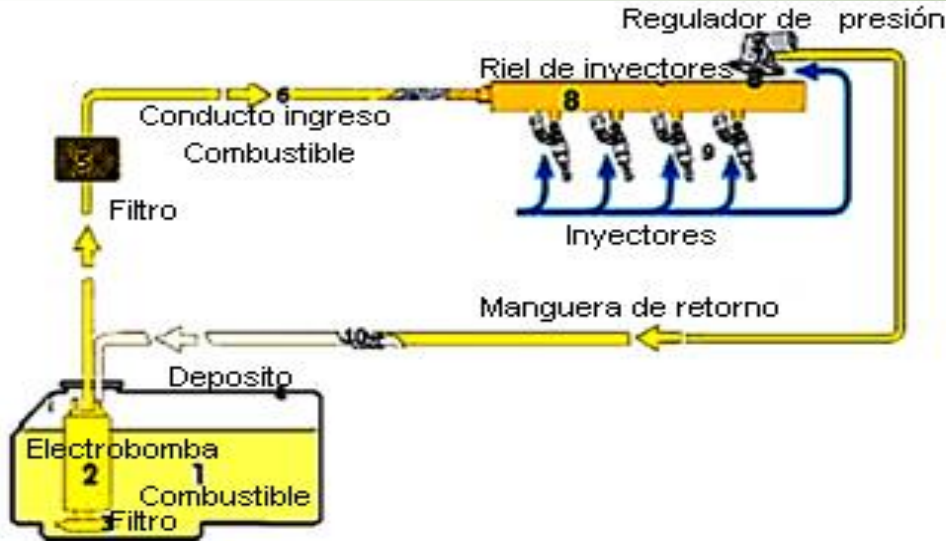 Regulador de presión
Riel de inyectores
6
8
Conducto ingreso
Combustible
9
Filtro
Inyectores
Manguera de retorno
10
Deposito
Electrobomba
2
1
Combustible
Filtro